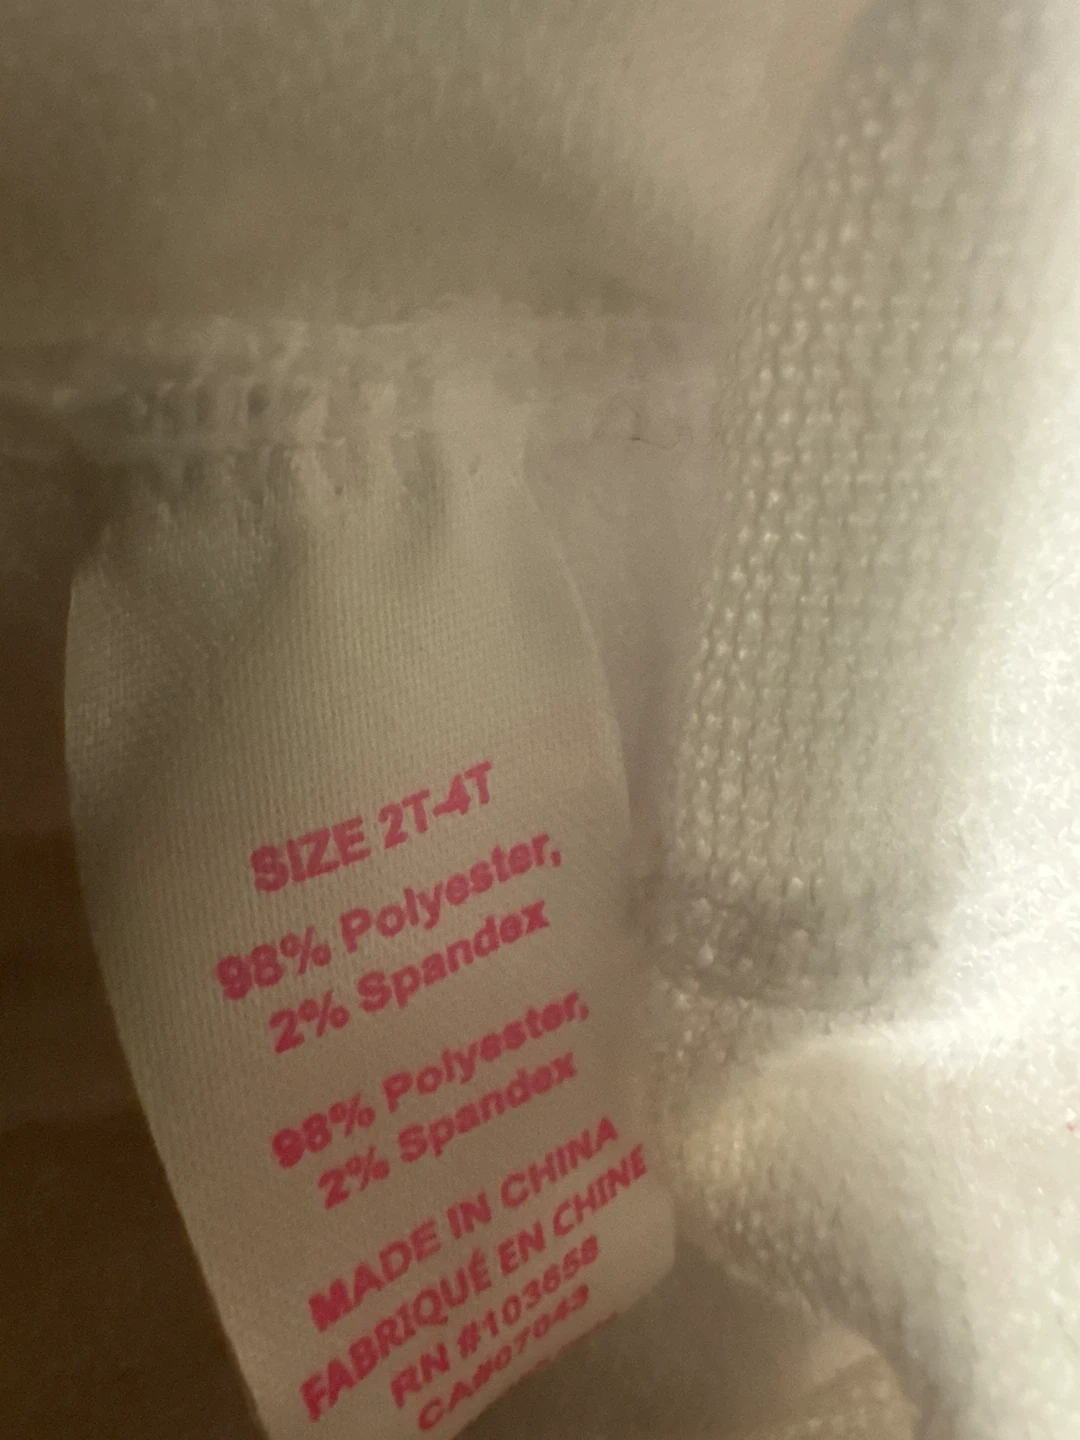 SIZE 2T-4T
98% Polyester,
2% Spandex
98% Polyester,
2% Spandex
MADE IN CHINA
FABRIQUÉ EN CHINE
RN #103658
CA#07043